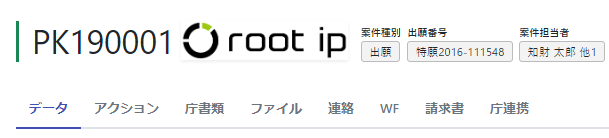 PK190001 root ip
案件種別 出願番号 案件担当者
出願 特願2016-111548 知財 太郎 他1
データ アクション 庁書類 ファイル 連絡 WF 請求書 庁連携